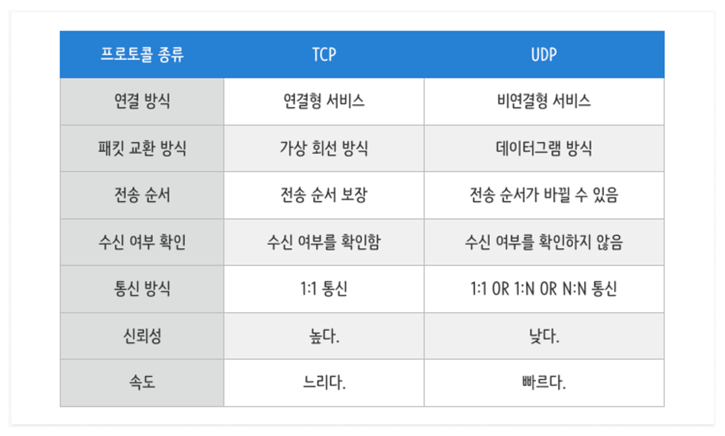 프로토콜 종류 TCP UDP
연결 방식 연결형 서비스 비연결형 서비스
패킷 교환 방식 가상 회선 방식 데이터그램 방식
전송 순서 전송 순서 보장 전송 순서가 바뀔 수 있음
수신 여부 확인 수신 여부를 확인함 수신 여부를 확인하지 않음
통신 방식 1:1 통신 1:1 OR 1:N OR N:N 통신
신뢰성 높다. 낮다.
속도 느리다. 빠르다.